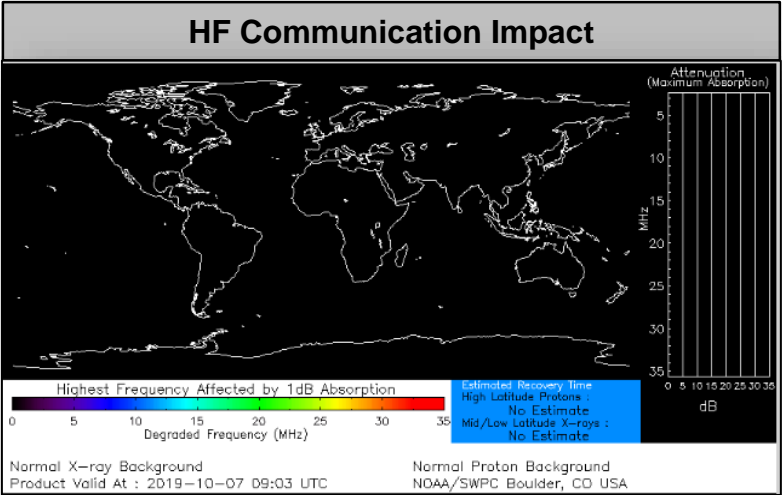 HF Communication Impact
Attenuation
(Maximum Absorption)
5
10
15
20
25
30
35
MHz
0 5 10 15 20 25 30 35
dB
Highest Frequency Affected by 1dB Absorption
0 5 10 15 20 25 30 35
Degraded Frequency (MHz)
Estimated Recovery Time
High Latitude Protons :
No Estimate
Mid/Low Latitude X-rays :
No Estimate
Normal X-ray Background
Normal Proton Background
Product Valid At : 2019-10-07 09:03 UTC
NOAA/SWPC Boulder, CO USA